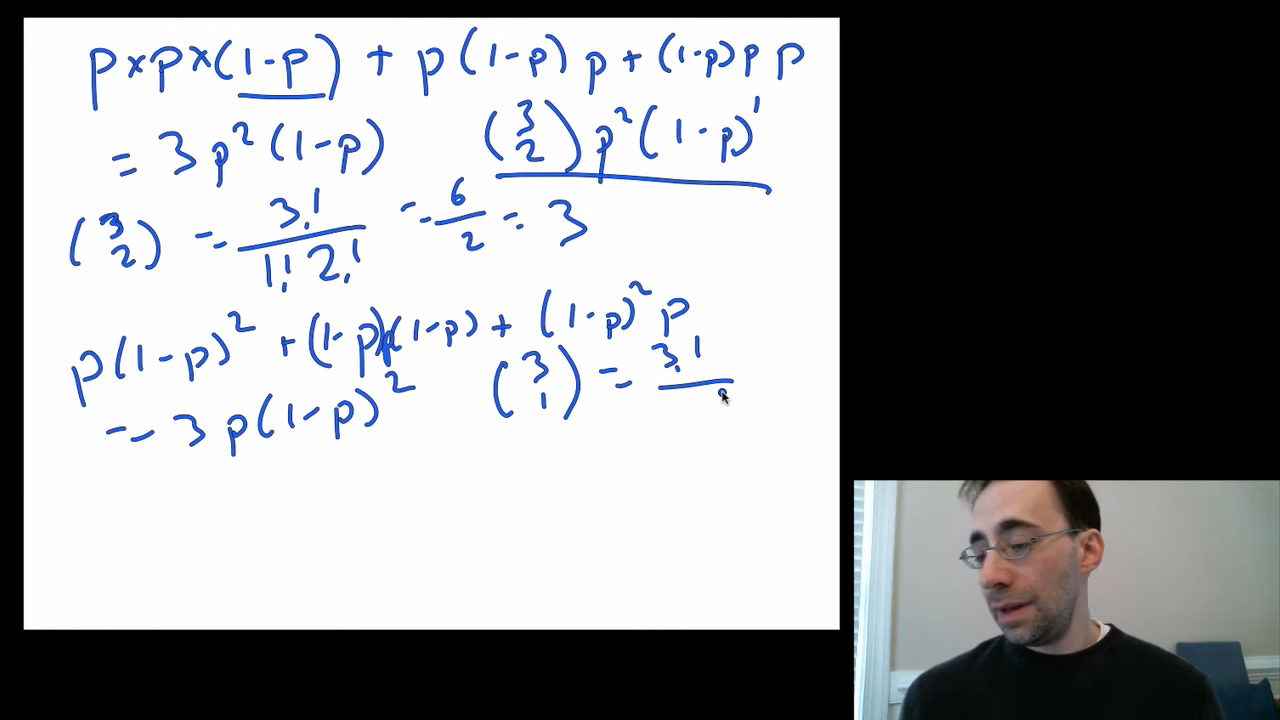 p×p×(1-p) + p(1-p)p + (1-p)pp
= 3p²(1-p) (3 2)p²(1-p)¹
(3 2) = 3! / 1! 2! = 6/2 = 3
p(1-p)² + (1-p)p(1-p) + (1-p)²p
= 3p(1-p)² (3 1) = 3! /